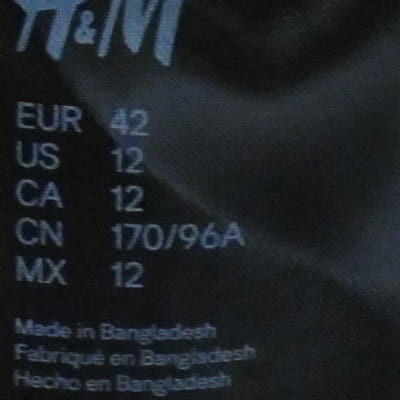 H&M
EUR 42
US 12
CA 12
CN 170/96A
MX 12
Made in Bangladesh
Fabriqué en Bangladesh
Hecho en Bangladesh